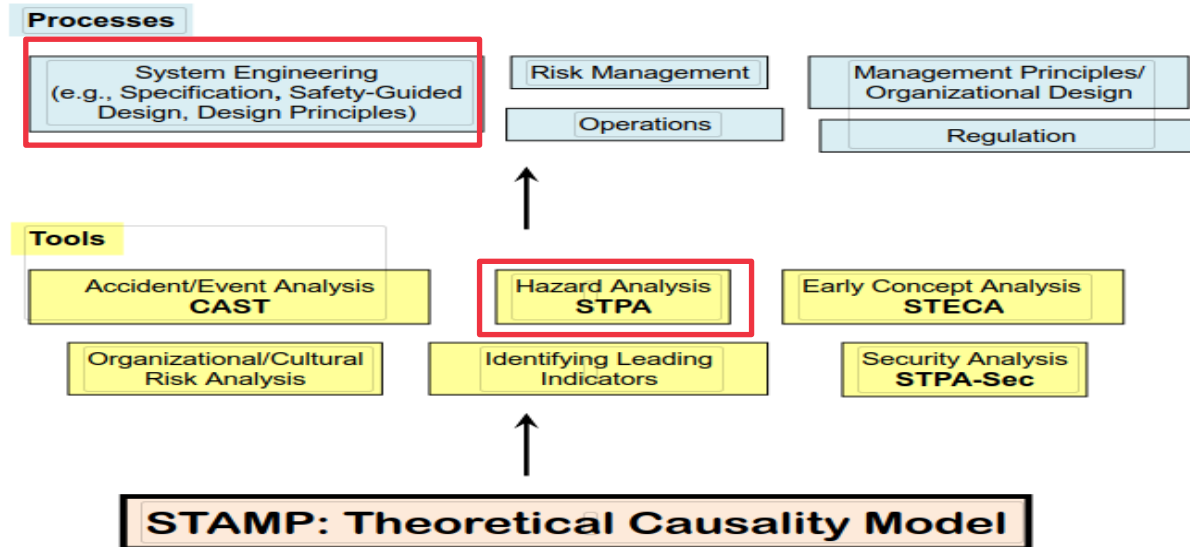 Processes
System Engineering
(e.g., Specification, Safety-Guided
Design, Design Principles)
Risk Management
Operations
Management Principles/
Organizational Design
Regulation
Tools
Accident/Event Analysis
CAST
Hazard Analysis
STPA
Early Concept Analysis
STECA
Organizational/Cultural
Risk Analysis
Identifying Leading
Indicators
Security Analysis
STPA-Sec
STAMP: Theoretical Causality Model